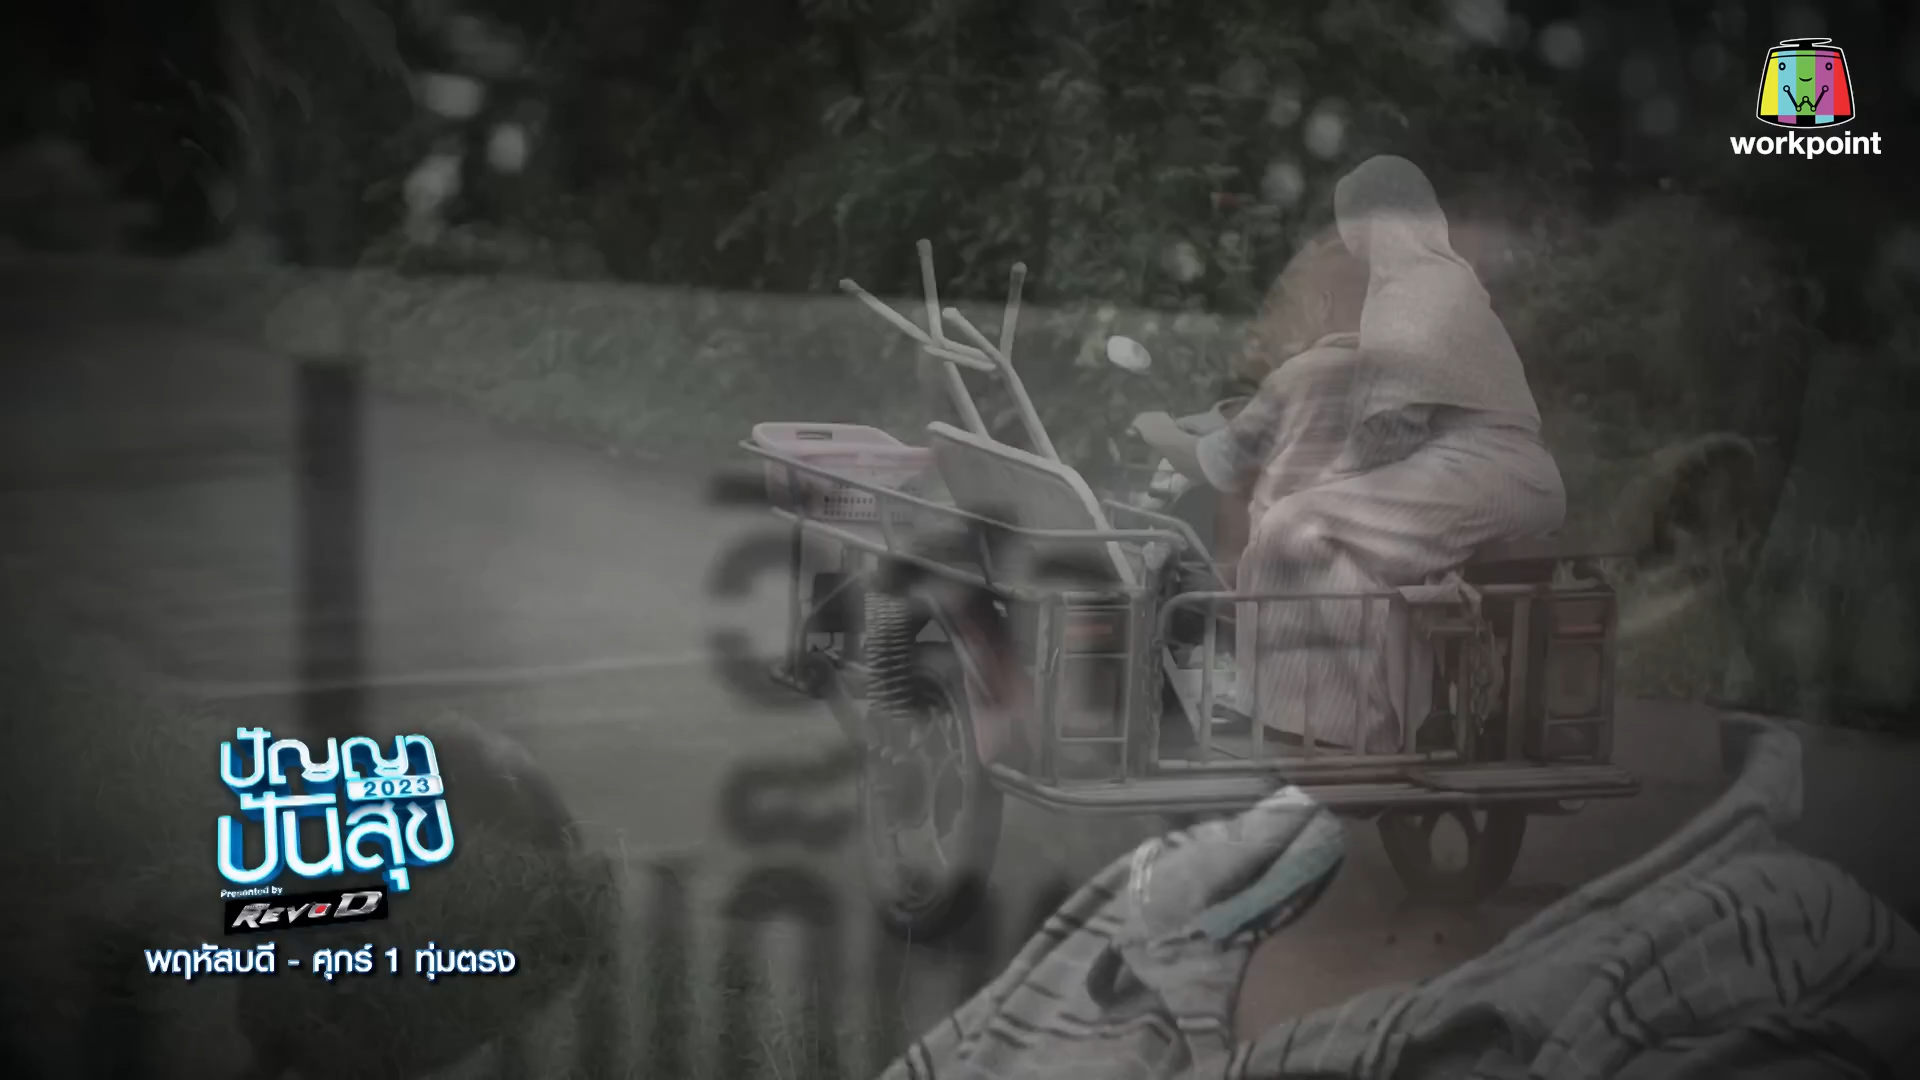 workpoint
ปัญญา
2023
ปันสุข
Presented by
REVO D
พฤหัสบดี - ศุกร์ 1 ทุ่มตรง